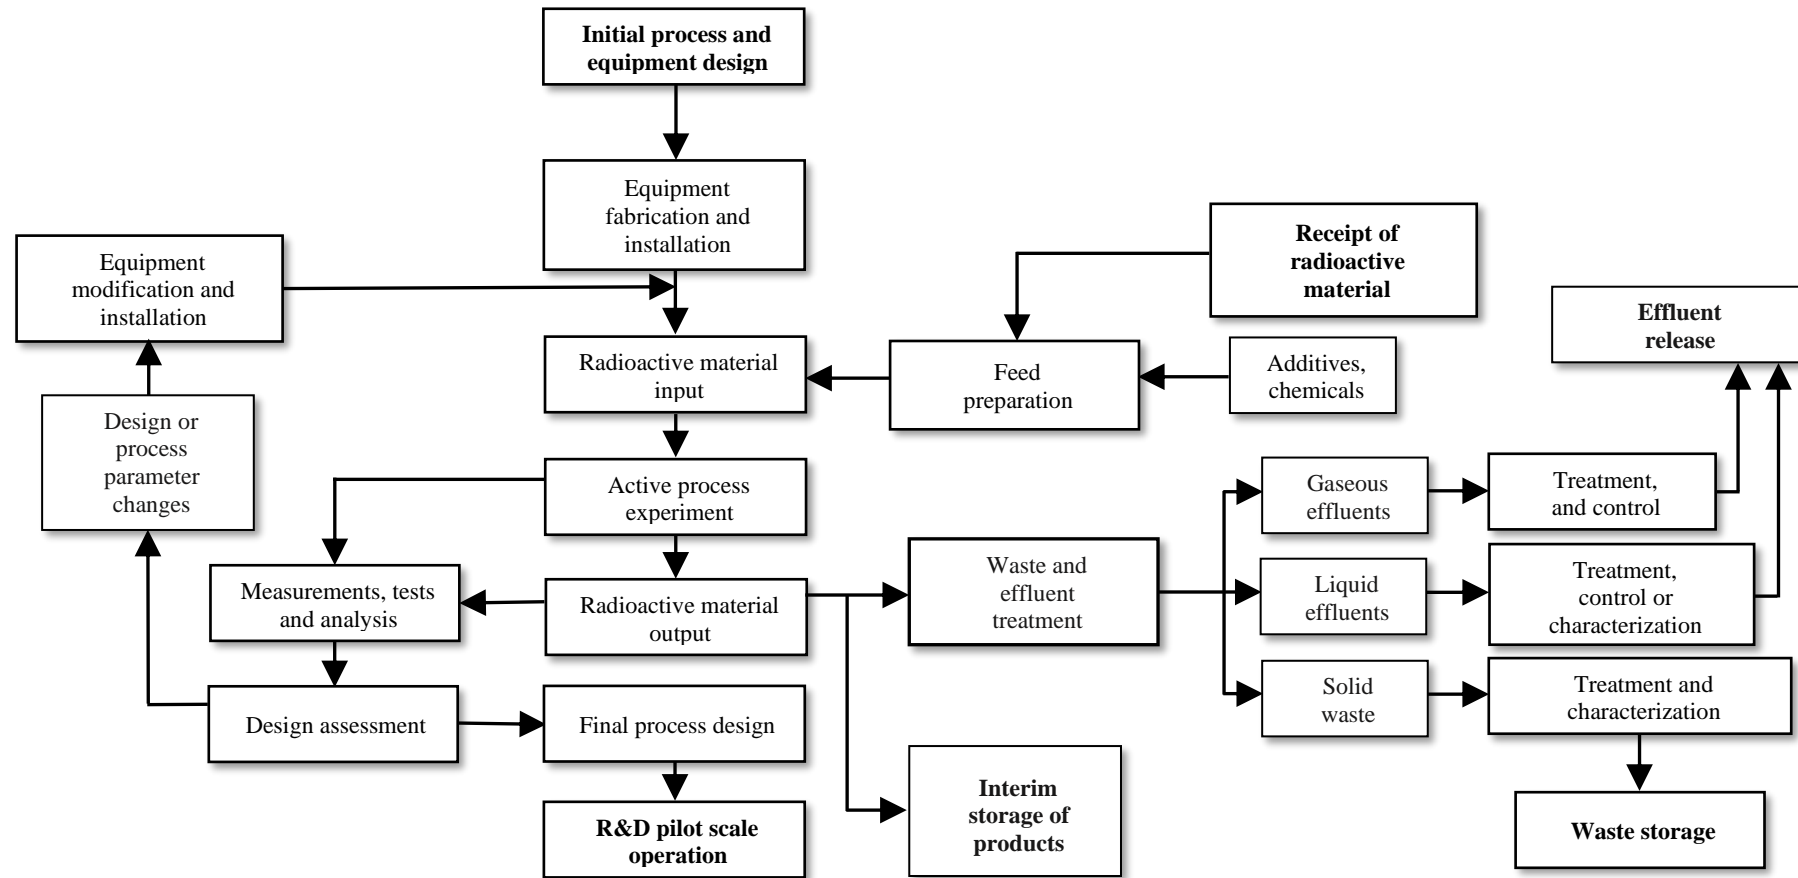 Initial process and
equipment design
Equipment
fabrication and
installation
Receipt of
radioactive
material
Equipment
modification and
installation
Effluent
release
Radioactive material
input
Feed
preparation
Additives,
chemicals
Design or
process
parameter
changes
Active process
experiment
Gaseous
effluents
Treatment,
and control
Measurements, tests
and analysis
Radioactive material
output
Waste and
effluent
treatment
Liquid
effluents
Treatment,
control or
characterization
Solid
waste
Treatment and
characterization
Design assessment
Final process design
Interim
storage of
products
R&D pilot scale
operation
Waste storage